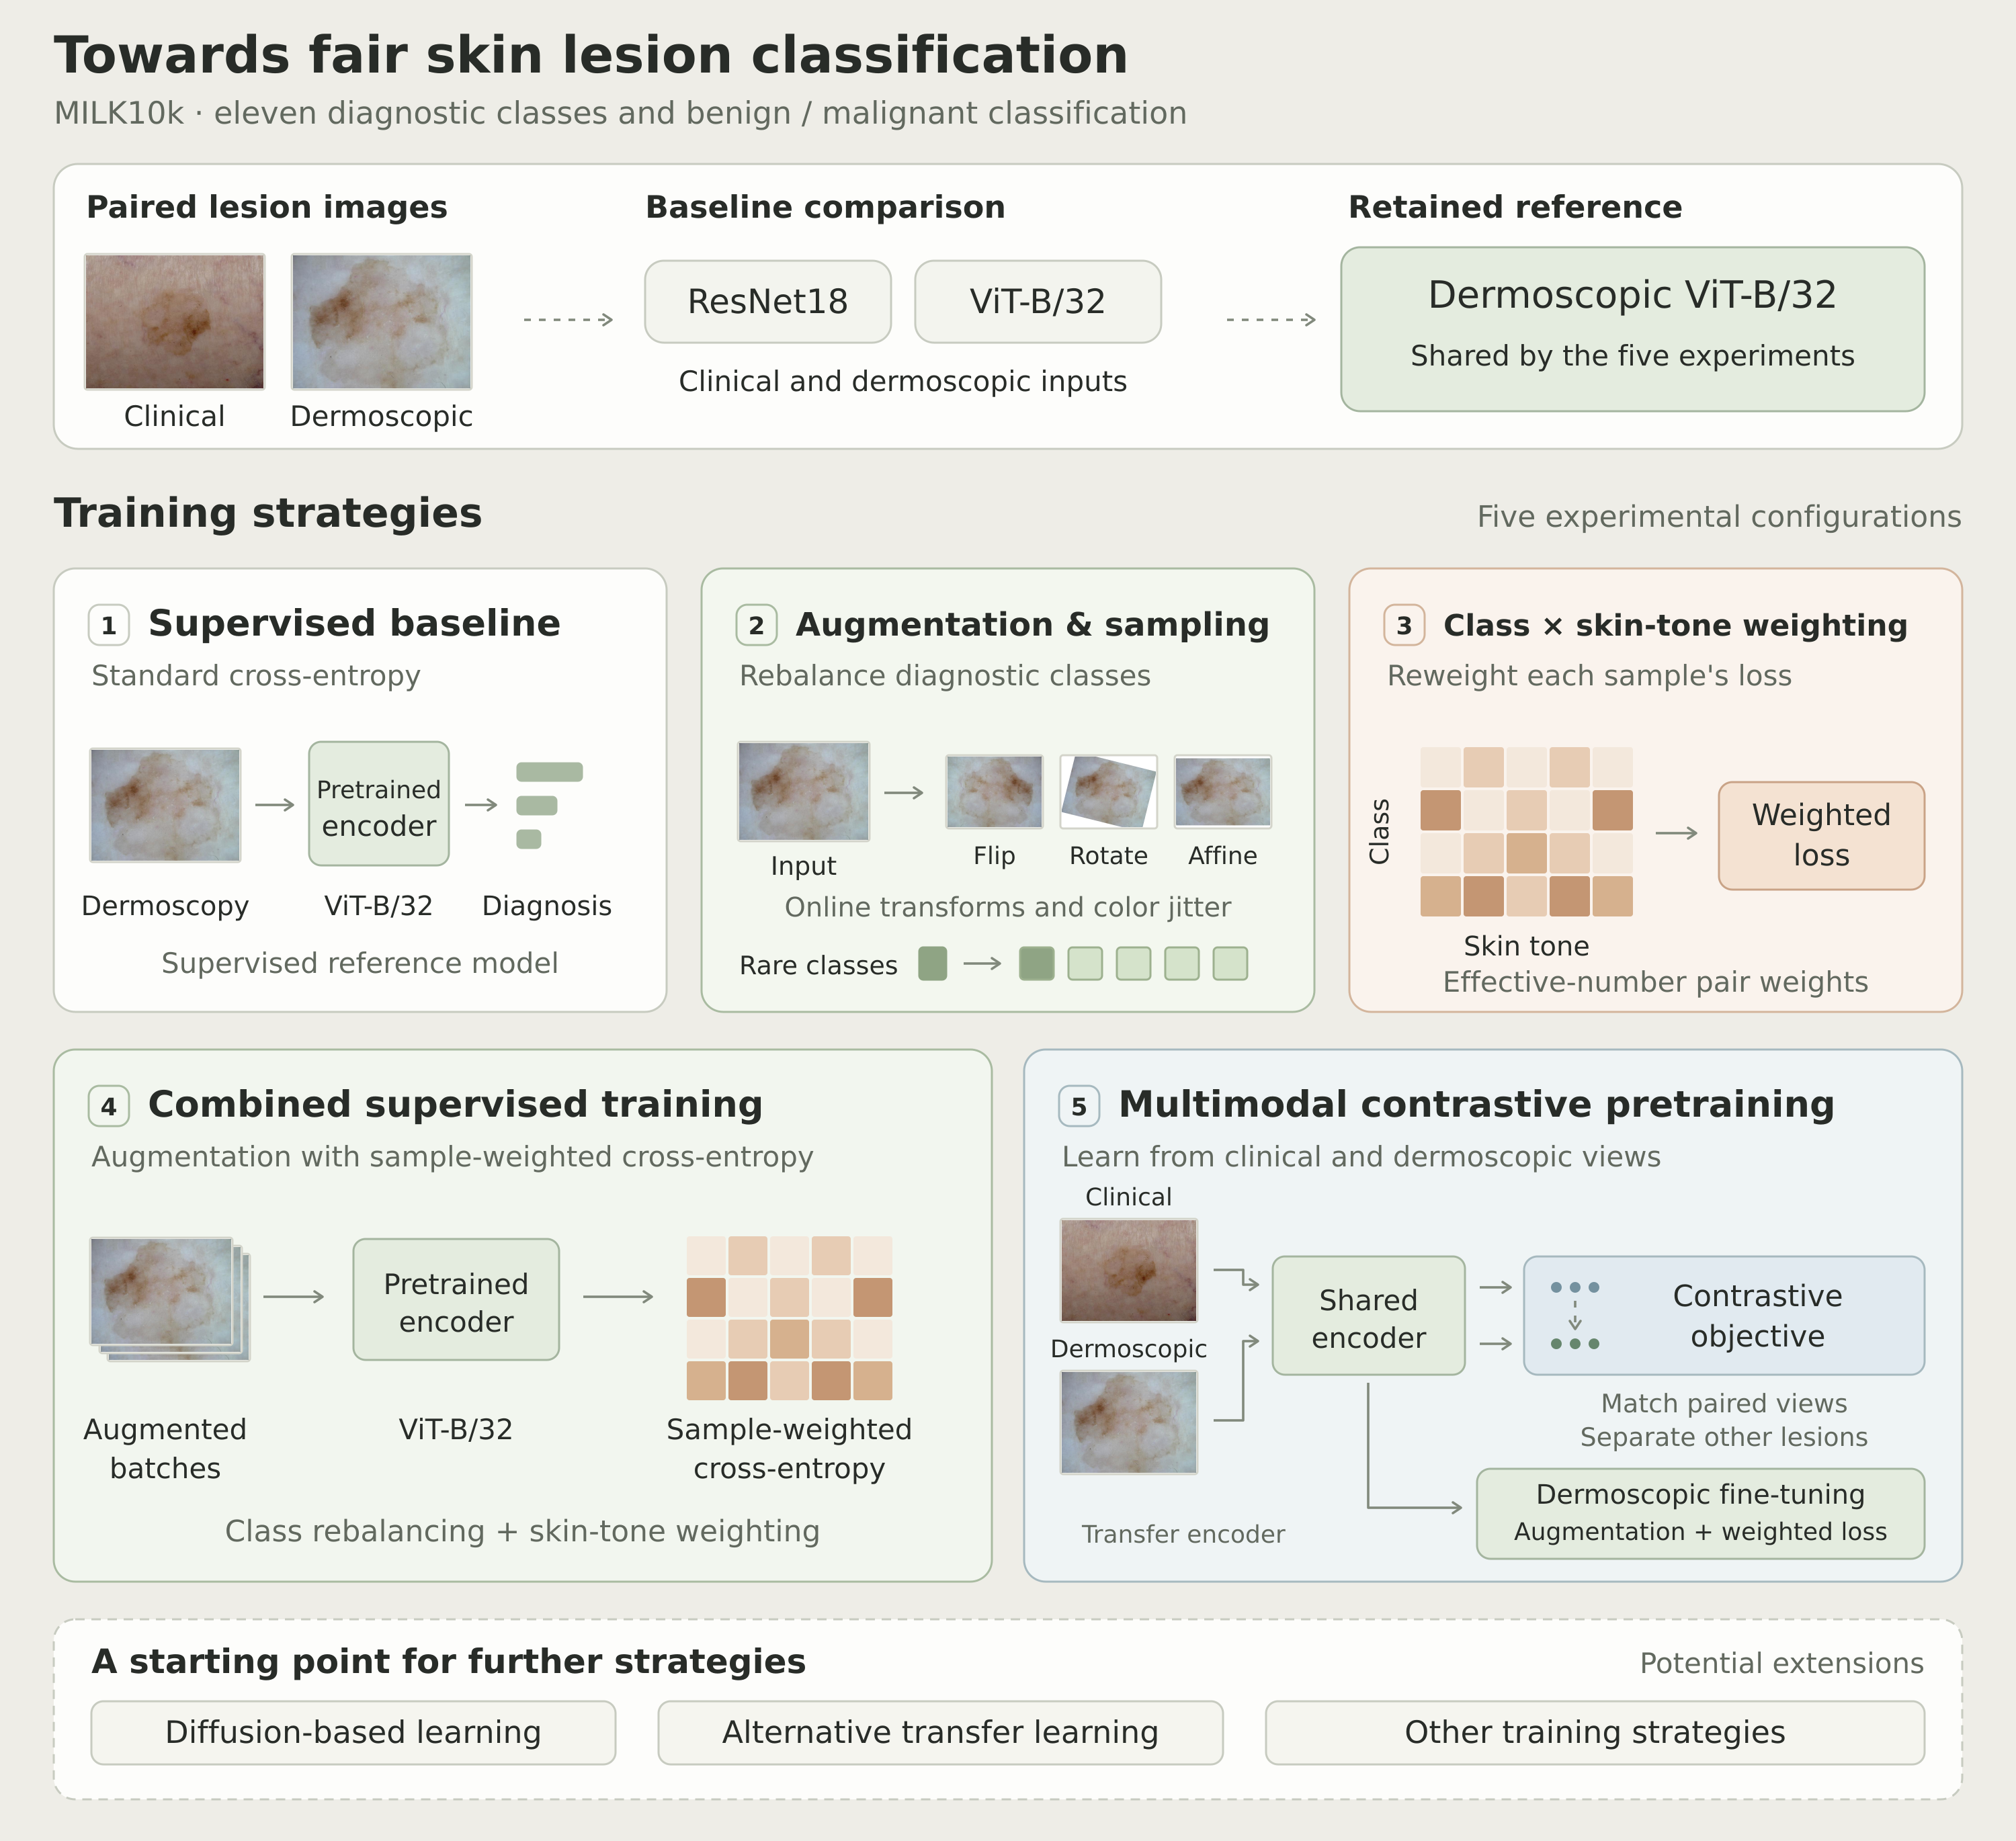 Towards fair skin lesion classification
MILK10k · eleven diagnostic classes and benign / malignant classification
Paired lesion images
Clinical
Dermoscopic
Baseline comparison
ResNet18
ViT-B/32
Clinical and dermoscopic inputs
Retained reference
Dermoscopic ViT-B/32
Shared by the five experiments
Training strategies
Five experimental configurations
1 Supervised baseline
Standard cross-entropy
Pretrained
encoder
Dermoscopy
ViT-B/32
Diagnosis
Supervised reference model
2 Augmentation & sampling
Rebalance diagnostic classes
Input
Flip
Rotate
Affine
Online transforms and color jitter
Rare classes
3 Class × skin-tone weighting
Reweight each sample's loss
Class
Weighted
loss
Skin tone
Effective-number pair weights
4 Combined supervised training
Augmentation with sample-weighted cross-entropy
Pretrained
encoder
Augmented
batches
ViT-B/32
Sample-weighted
cross-entropy
Class rebalancing + skin-tone weighting
5 Multimodal contrastive pretraining
Learn from clinical and dermoscopic views
Clinical
Dermoscopic
Shared
encoder
Contrastive
objective
Match paired views
Separate other lesions
Dermoscopic fine-tuning
Augmentation + weighted loss
Transfer encoder
A starting point for further strategies
Potential extensions
Diffusion-based learning
Alternative transfer learning
Other training strategies